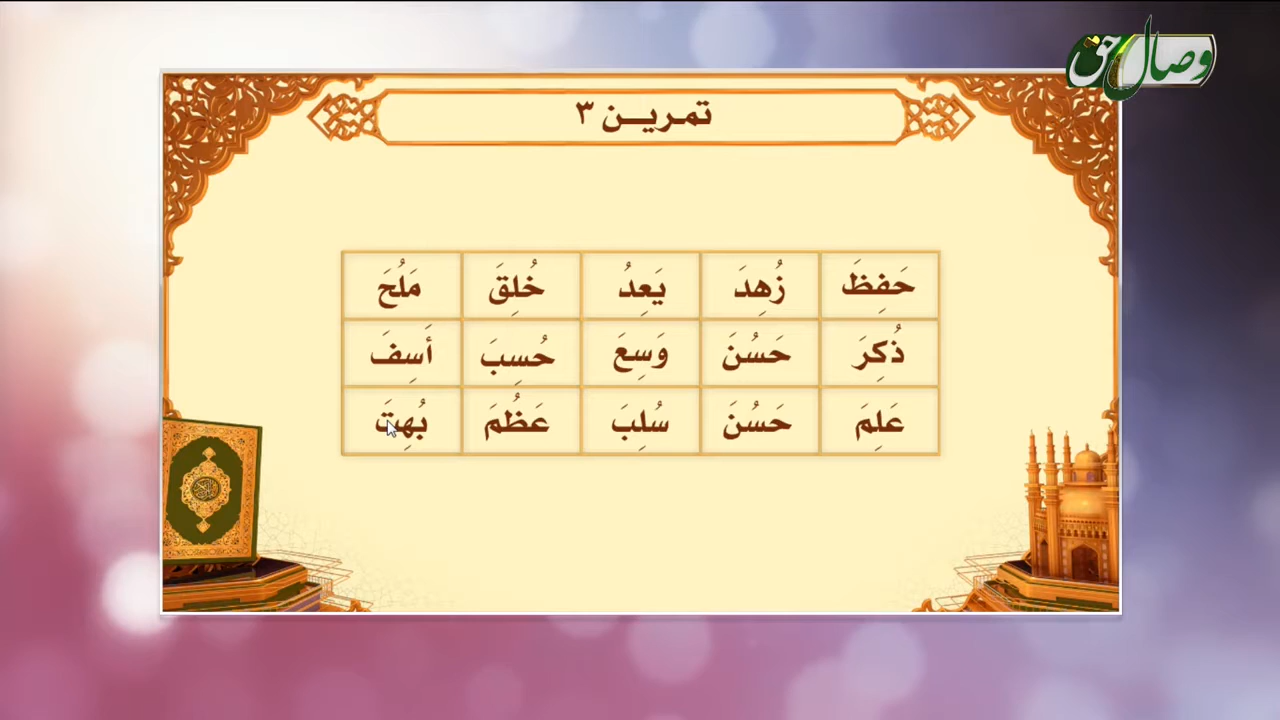 وصال حق
تمرین ۳
حَفِظَ زُهِدَ یَعِدُ خُلِقَ مَلُحَ
ذُكِرَ حَسُنَ وَسِعَ حُسِبَ أَسِفَ
عَلِمَ حَسُنَ سُلِبَ عَظُمَ بُهِتَ